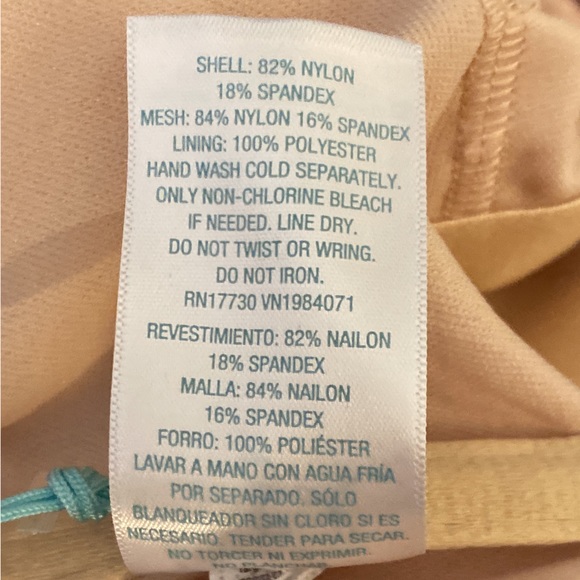 SHELL: 82% NYLON
18% SPANDEX
MESH: 84% NYLON 16% SPANDEX
LINING: 100% POLYESTER
HAND WASH COLD SEPARATELY.
ONLY NON-CHLORINE BLEACH
IF NEEDED. LINE DRY.
DO NOT TWIST OR WRING.
DO NOT IRON.
RN17730 VN1984071
REVESTIMIENTO: 82% NAILON
18% SPANDEX
MALLA: 84% NAILON
16% SPANDEX
FORRO: 100% POLIÉSTER
LAVAR A MANO CON AGUA FRÍA
POR SEPARADO. SÓLO
BLANQUEADOR SIN CLORO SI ES
NECESARIO. TENDER PARA SECAR.
NO TORCER NI EXPRIMIR.
NO PLANCHAR